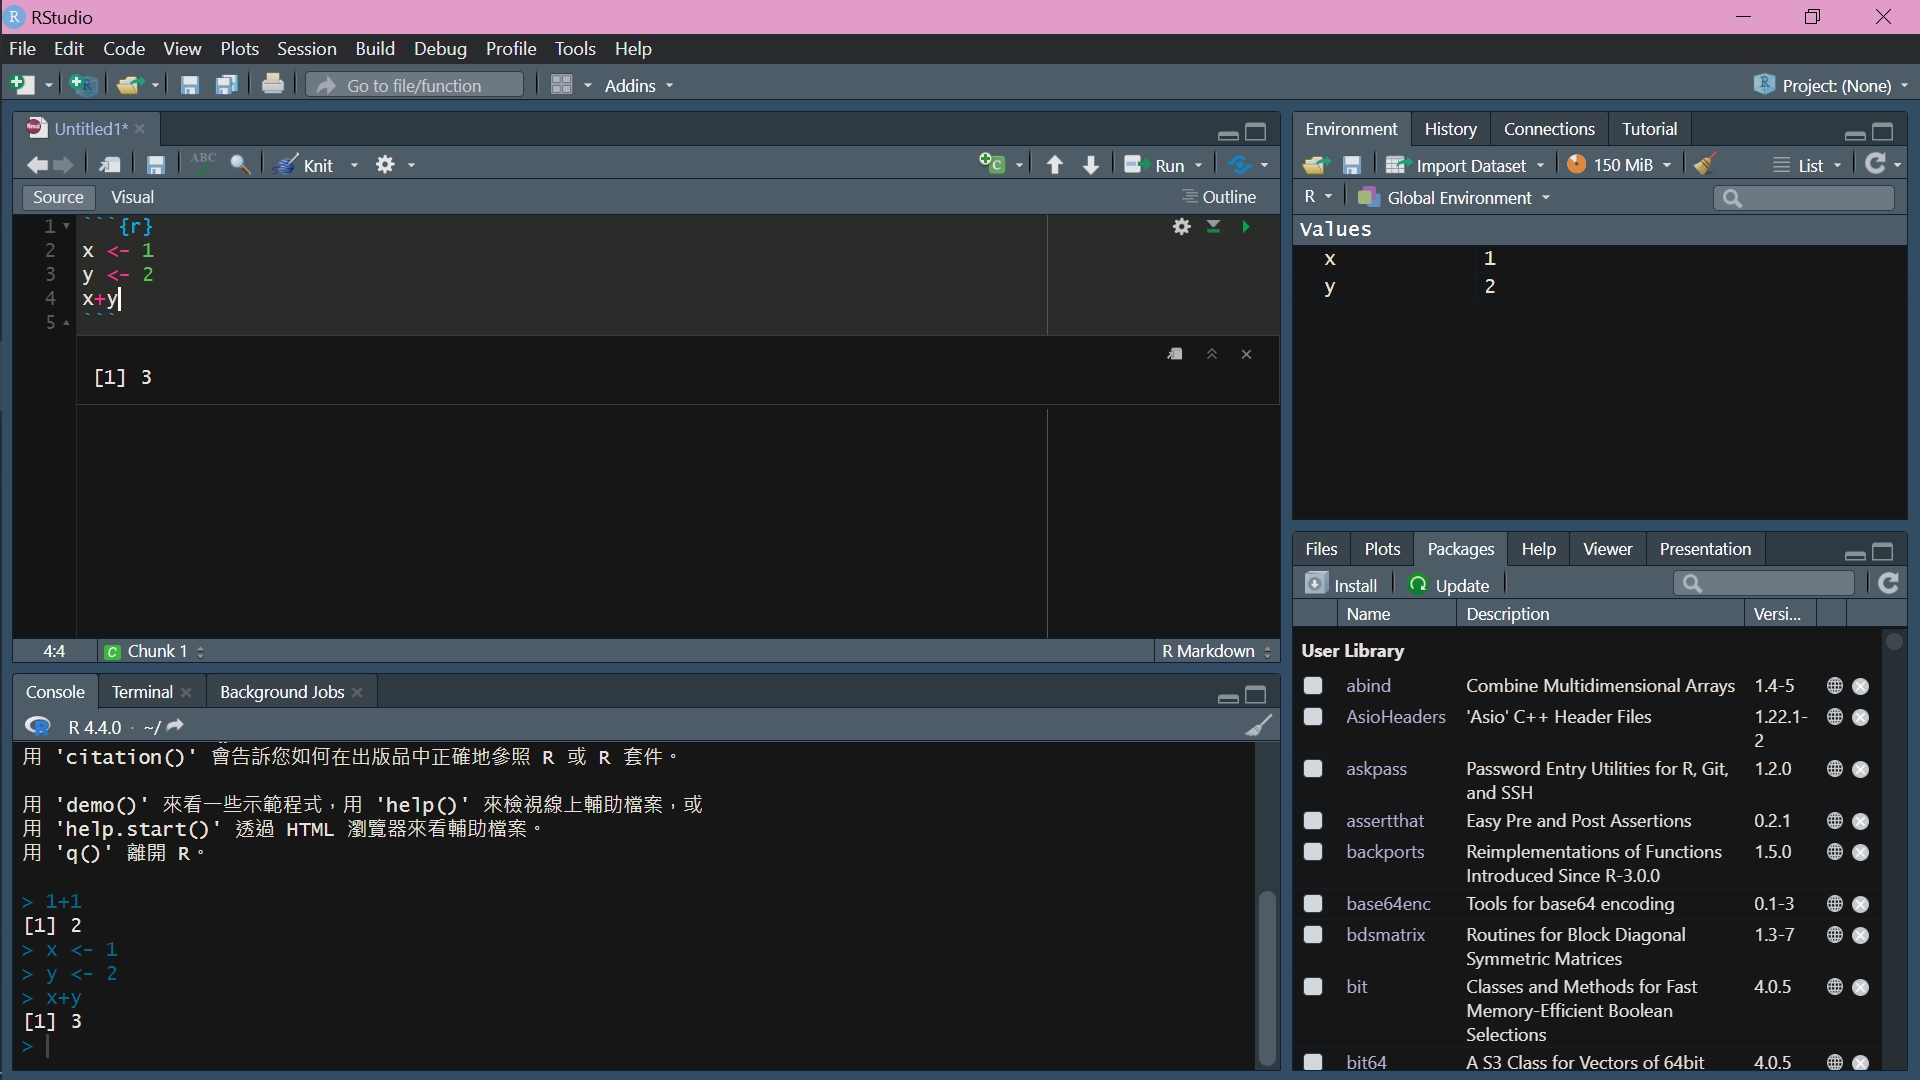 RStudio
File Edit Code View Plots Session Build Debug Profile Tools Help
Go to file/function Addins Project: (None)
Untitled1*
ABC Knit Run
Source Visual Outline
1 ```{r}
2 x <- 1
3 y <- 2
4 x+y
5 ```
[1] 3
4:4 Chunk 1 R Markdown
Console Terminal Background Jobs
R 4.4.0 · ~/
用 'citation()' 會告訴您如何在出版品中正確地參照 R 或 R 套件。
用 'demo()' 來看一些示範程式，用 'help()' 來檢視線上輔助檔案，或
用 'help.start()' 透過 HTML 瀏覽器來看輔助檔案。
用 'q()' 離開 R。
> 1+1
[1] 2
> x <- 1
> y <- 2
> x+y
[1] 3
>
Environment History Connections Tutorial
Import Dataset 150 MiB List
R Global Environment
Values
x 1
y 2
Files Plots Packages Help Viewer Presentation
Install Update
Name Description Versi...
User Library
abind Combine Multidimensional Arrays 1.4-5
AsioHeaders 'Asio' C++ Header Files 1.22.1-
2
askpass Password Entry Utilities for R, Git, 1.2.0
and SSH
assertthat Easy Pre and Post Assertions 0.2.1
backports Reimplementations of Functions 1.5.0
Introduced Since R-3.0.0
base64enc Tools for base64 encoding 0.1-3
bdsmatrix Routines for Block Diagonal 1.3-7
Symmetric Matrices
bit Classes and Methods for Fast 4.0.5
Memory-Efficient Boolean
Selections
bit64 A S3 Class for Vectors of 64bit 4.0.5